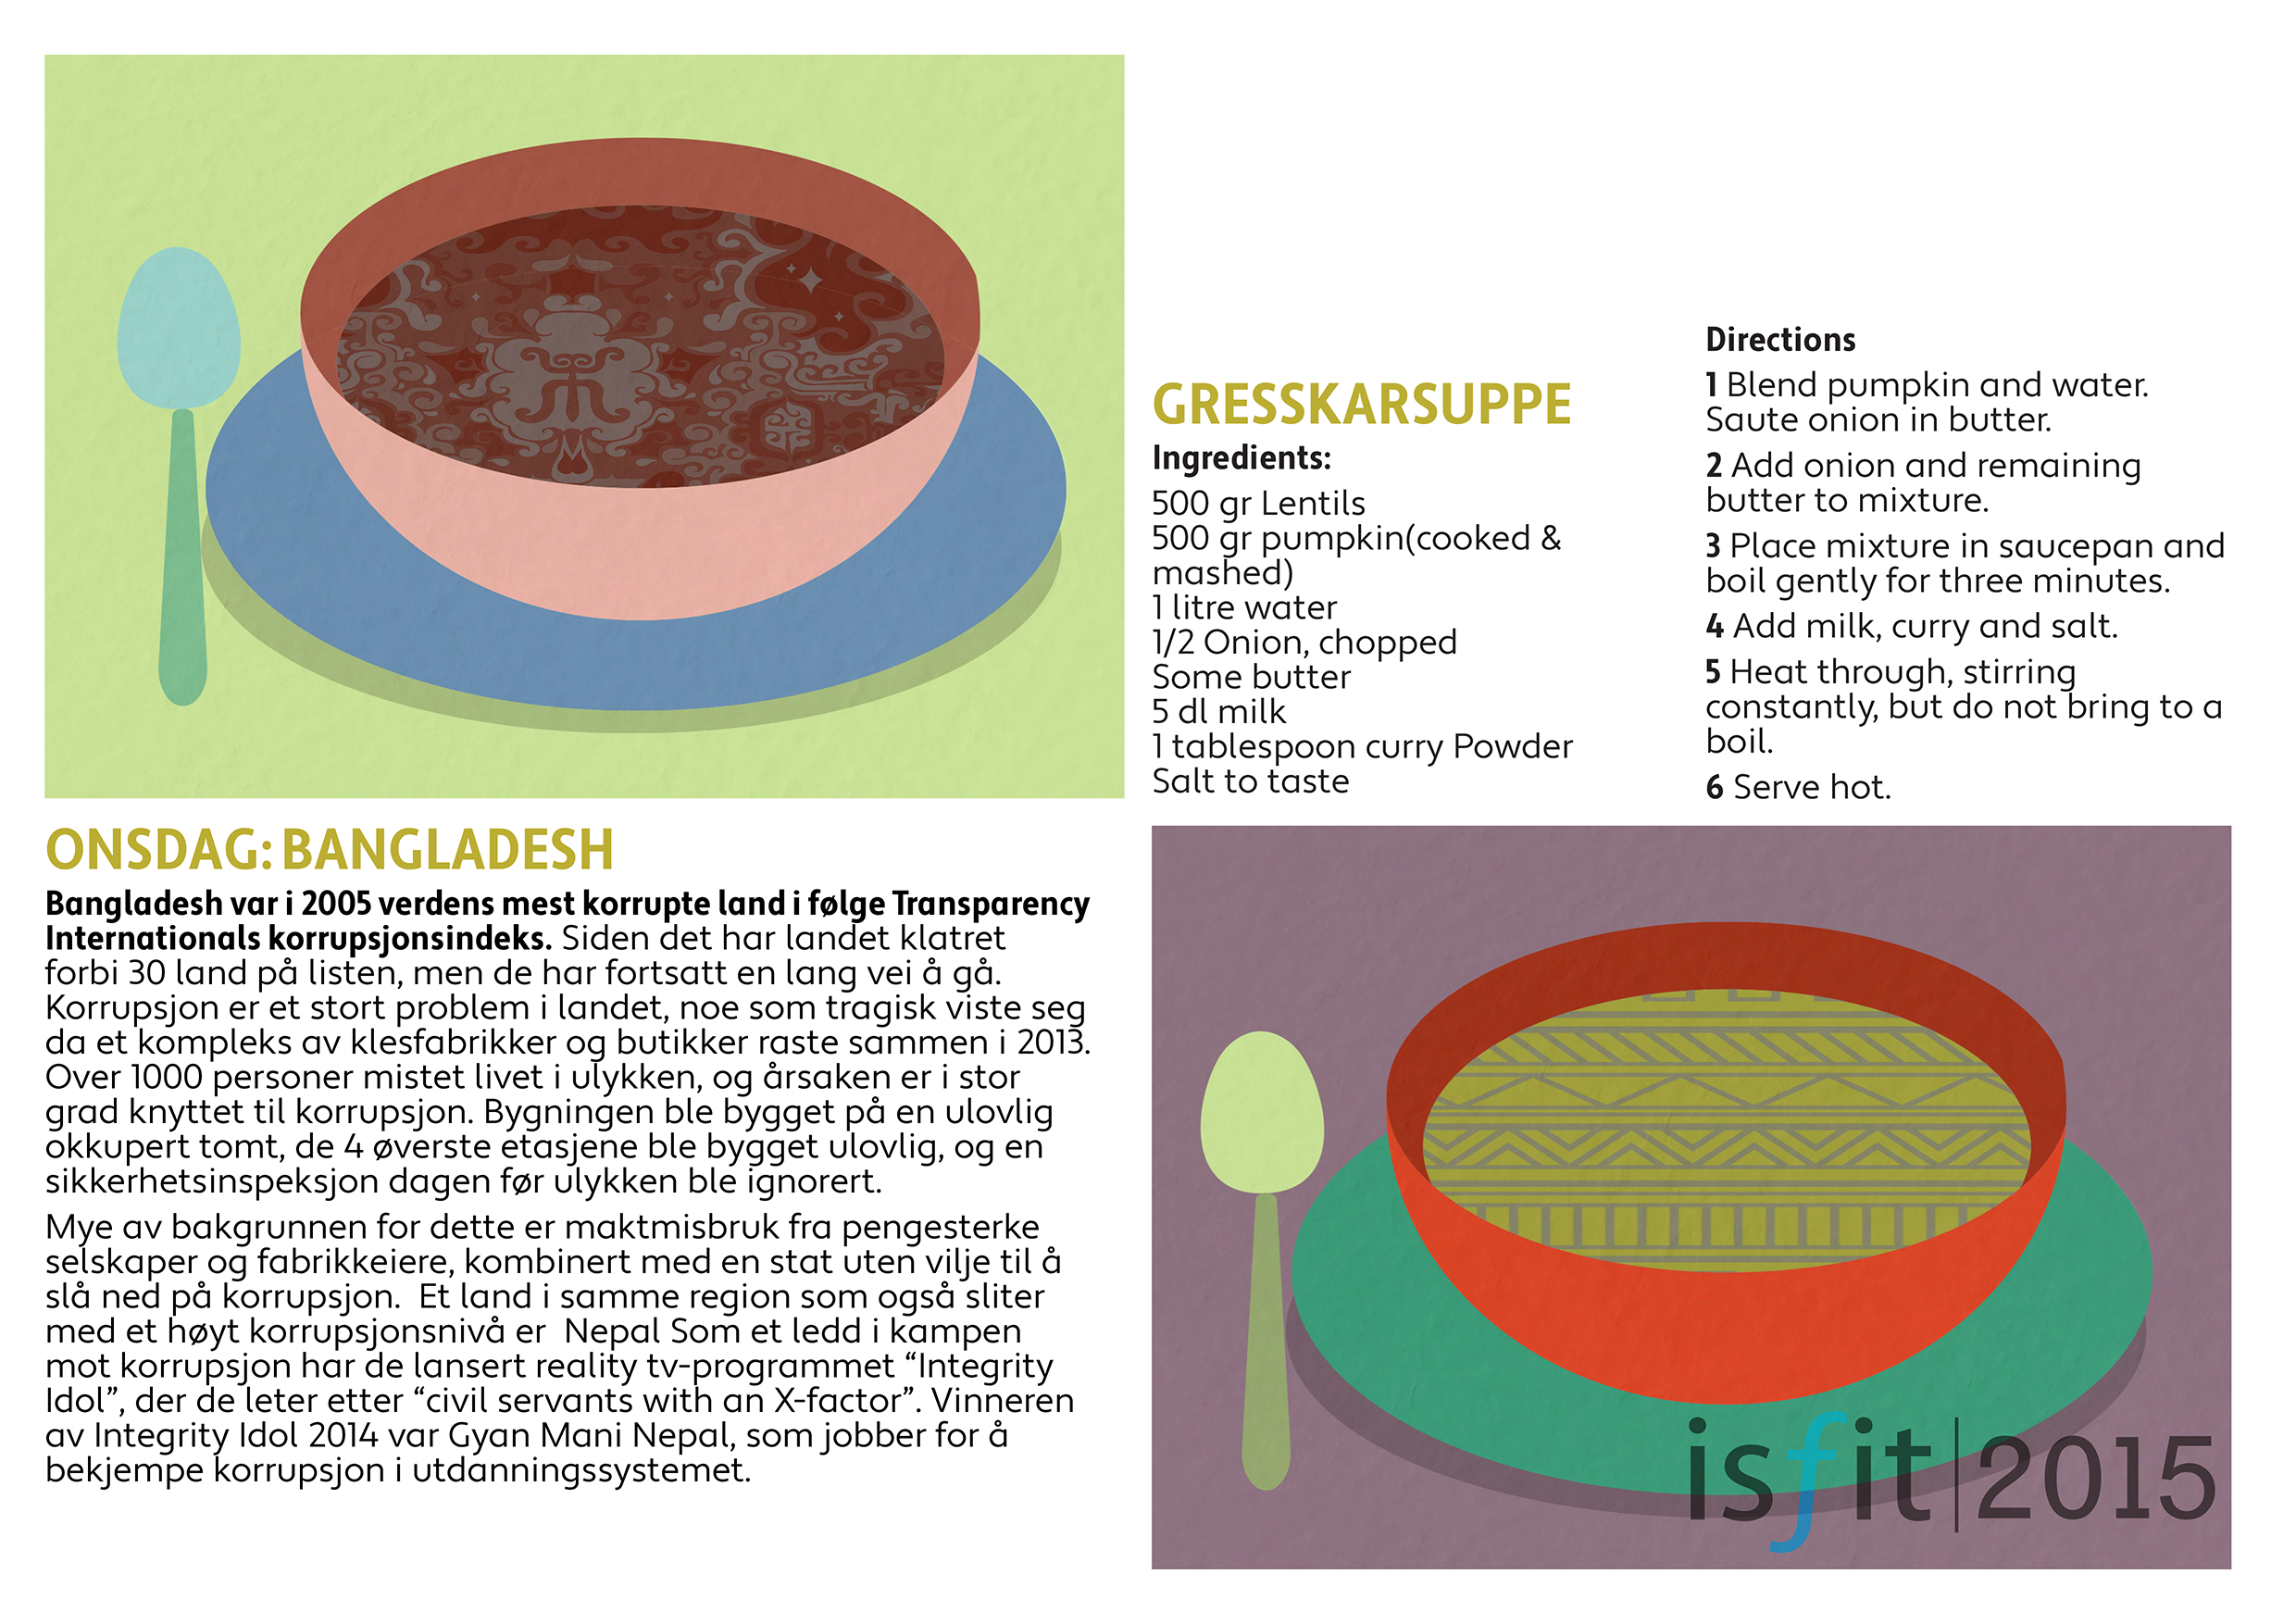 GRESSKARSUPPE
Ingredients:
500 gr Lentils
500 gr pumpkin(cooked &
mashed)
1 litre water
1/2 Onion, chopped
Some butter
5 dl milk
1 tablespoon curry Powder
Salt to taste
Directions
1 Blend pumpkin and water.
Saute onion in butter.
2 Add onion and remaining
butter to mixture.
3 Place mixture in saucepan and
boil gently for three minutes.
4 Add milk, curry and salt.
5 Heat through, stirring
constantly, but do not bring to a
boil.
6 Serve hot.
ONSDAG: BANGLADESH
Bangladesh var i 2005 verdens mest korrupte land i følge Transparency
Internationals korrupsjonsindeks. Siden det har landet klatret
forbi 30 land på listen, men de har fortsatt en lang vei å gå.
Korrupsjon er et stort problem i landet, noe som tragisk viste seg
da et kompleks av klesfabrikker og butikker raste sammen i 2013.
Over 1000 personer mistet livet i ulykken, og årsaken er i stor
grad knyttet til korrupsjon. Bygningen ble bygget på en ulovlig
okkupert tomt, de 4 øverste etasjene ble bygget ulovlig, og en
sikkerhetsinspeksjon dagen før ulykken ble ignorert.
Mye av bakgrunnen for dette er maktmisbruk fra pengesterke
selskaper og fabrikkeiere, kombinert med en stat uten vilje til å
slå ned på korrupsjon.  Et land i samme region som også sliter
med et høyt korrupsjonsnivå er  Nepal Som et ledd i kampen
mot korrupsjon har de lansert reality tv-programmet “Integrity
Idol”, der de leter etter “civil servants with an X-factor”. Vinneren
av Integrity Idol 2014 var Gyan Mani Nepal, som jobber for å
bekjempe korrupsjon i utdanningssystemet.
isfit|2015